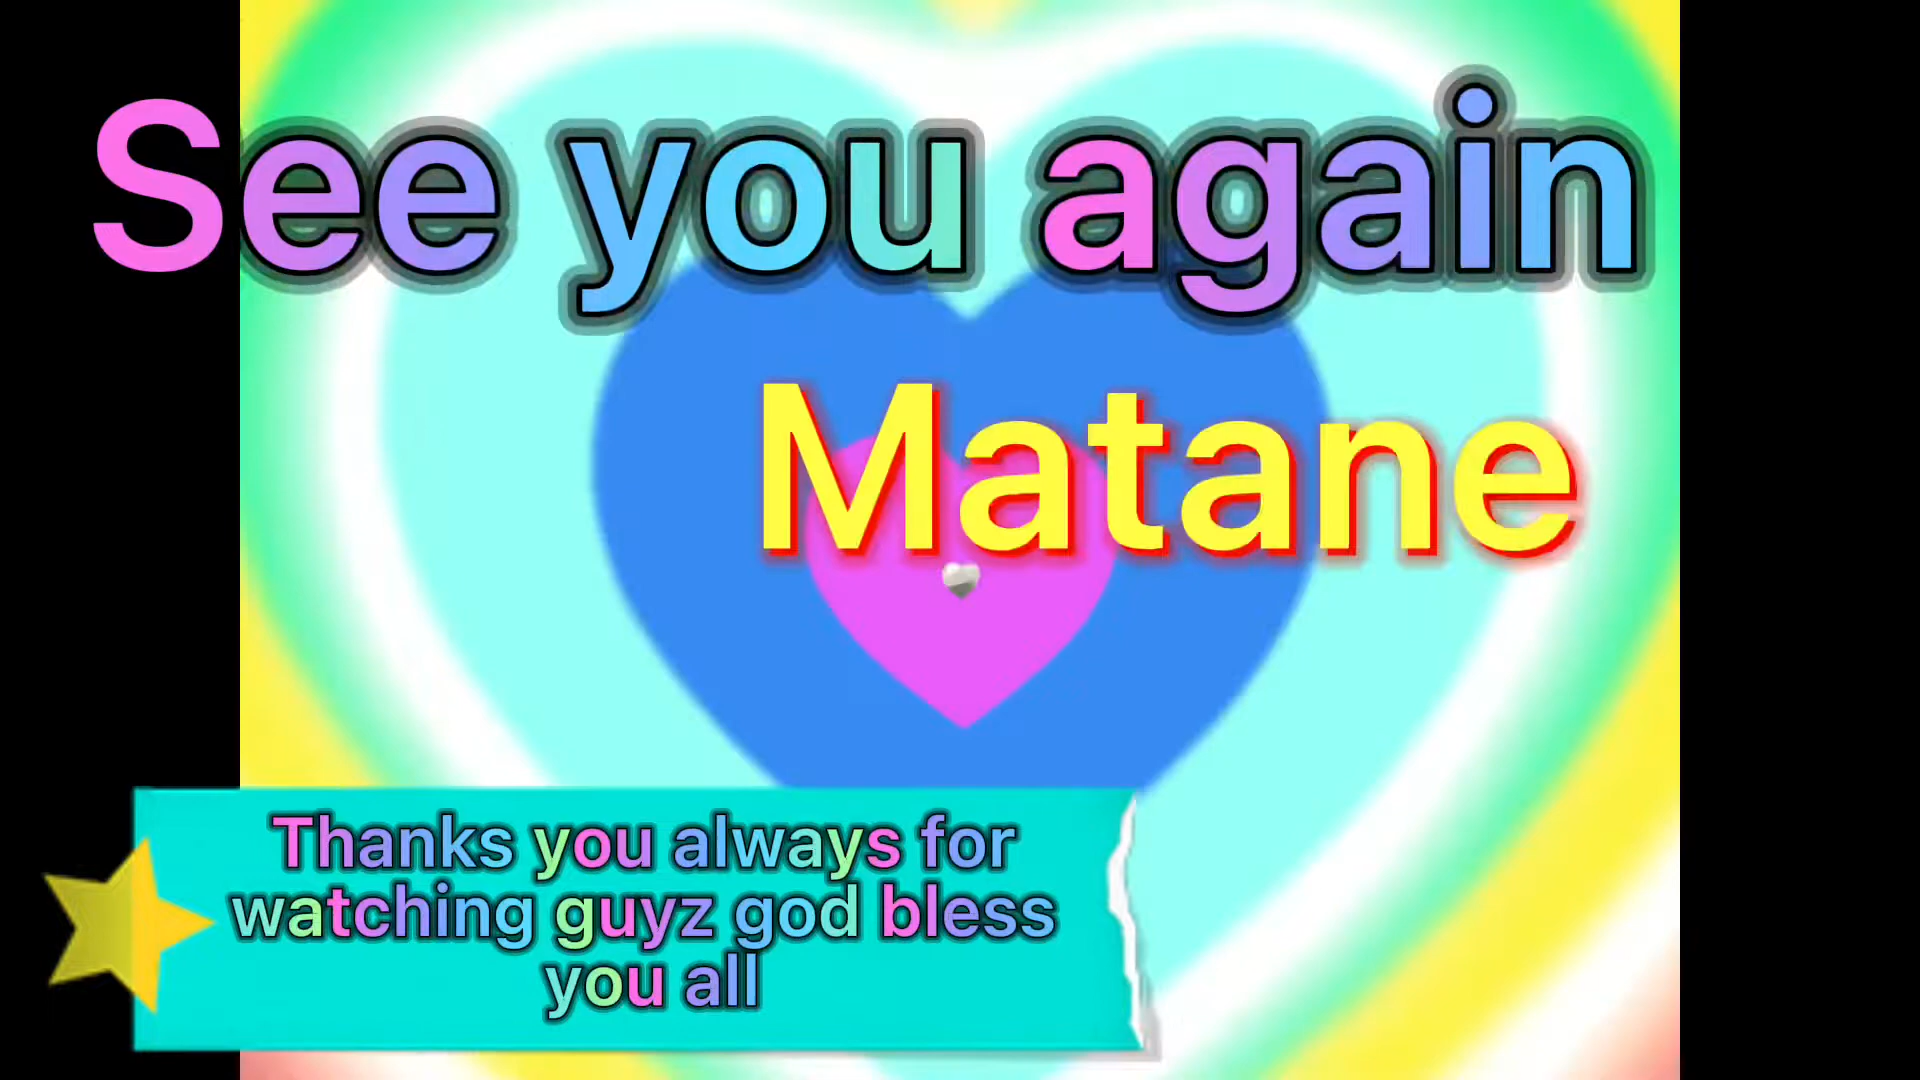 See you again
Matane
Thanks you always for
watching guyz god bless
you all